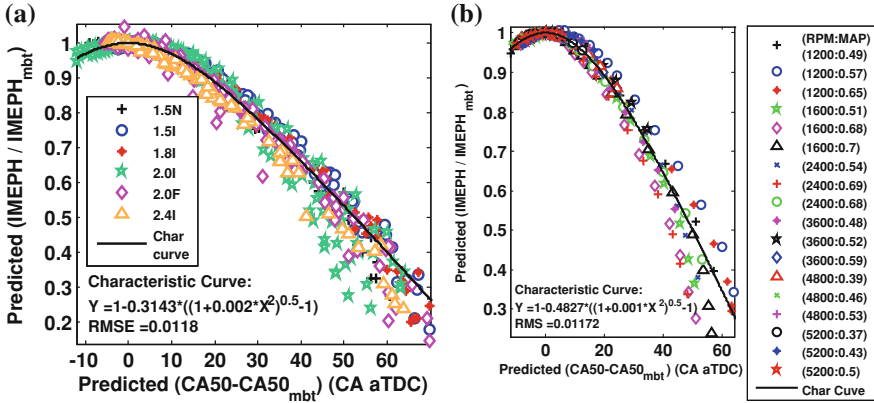 (a)
Predicted (IMEPH / IMEPH_mbt)
1
0.9
0.8
0.7
0.6
0.5
0.4
0.3
0.2
1.5N
1.5I
1.8I
2.0I
2.0F
2.4I
Char
curve
Characteristic Curve:
Y =1-0.3143*((1+0.002*X^2)^0.5-1)
RMSE =0.0118
-10 0 10 20 30 40 50 60 70
Predicted (CA50-CA50_mbt) (CA aTDC)
(b)
Predicted (IMEPH / IMEPH_mbt)
1
0.9
0.8
0.7
0.6
0.5
0.4
0.3
Characteristic Curve:
Y=1-0.4827*((1+0.001*X^2)^0.5-1)
RMS =0.01172
0 20 40 60
Predicted (CA50-CA50_mbt) (CA aTDC)
(RPM:MAP)
(1200:0.49)
(1200:0.57)
(1200:0.65)
(1600:0.51)
(1600:0.68)
(1600:0.7)
(2400:0.54)
(2400:0.69)
(2400:0.68)
(3600:0.48)
(3600:0.52)
(3600:0.59)
(4800:0.39)
(4800:0.46)
(4800:0.53)
(5200:0.37)
(5200:0.43)
(5200:0.5)
Char Curve